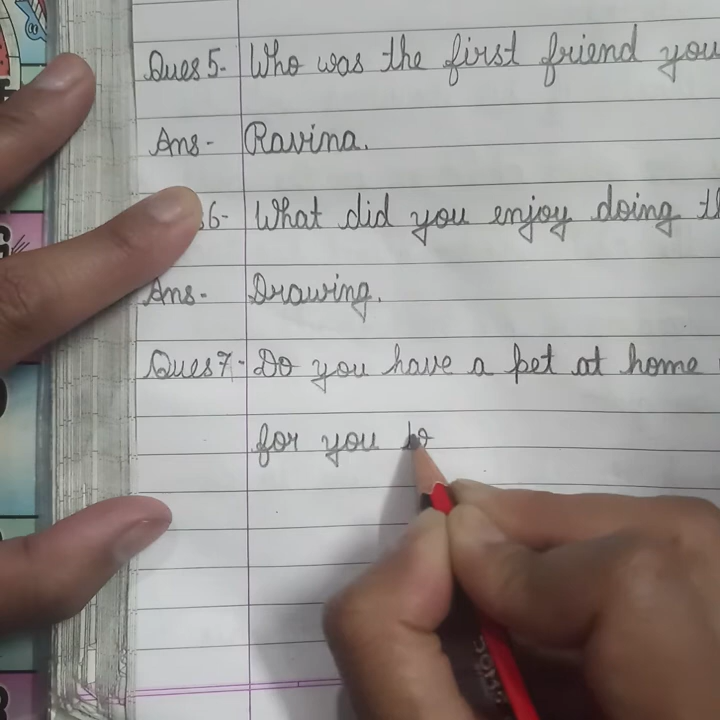 Ques 5- Who was the first friend you
Ans- Ravina.
6- What did you enjoy doing
Ans- Drawing.
Ques 7- Do you have a pet at home
for you to